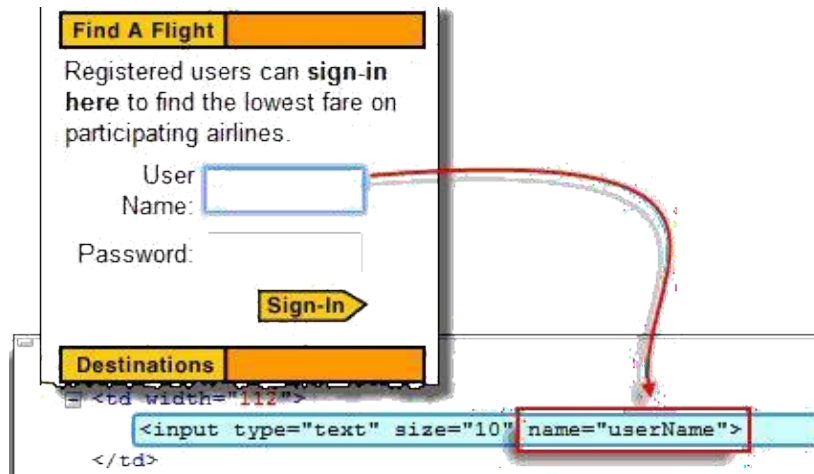 Find A Flight
Registered users can sign-in
here to find the lowest fare on
participating airlines.
User
Name:
Password:
Sign-In
Destinations
<td width="112">
<input type="text" size="10" name="userName">
</td>